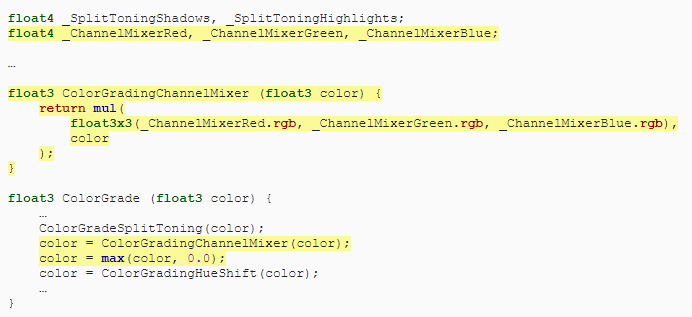 float4 _SplitToningShadows, _SplitToningHighlights;
float4 _ChannelMixerRed, _ChannelMixerGreen, _ChannelMixerBlue;
…
float3 ColorGradingChannelMixer (float3 color) {
    return mul(
        float3x3(_ChannelMixerRed.rgb, _ChannelMixerGreen.rgb, _ChannelMixerBlue.rgb),
        color
    );
}
float3 ColorGrade (float3 color) {
    …
    ColorGradeSplitToning(color);
    color = ColorGradingChannelMixer(color);
    color = max(color, 0.0);
    color = ColorGradingHueShift(color);
    …
}